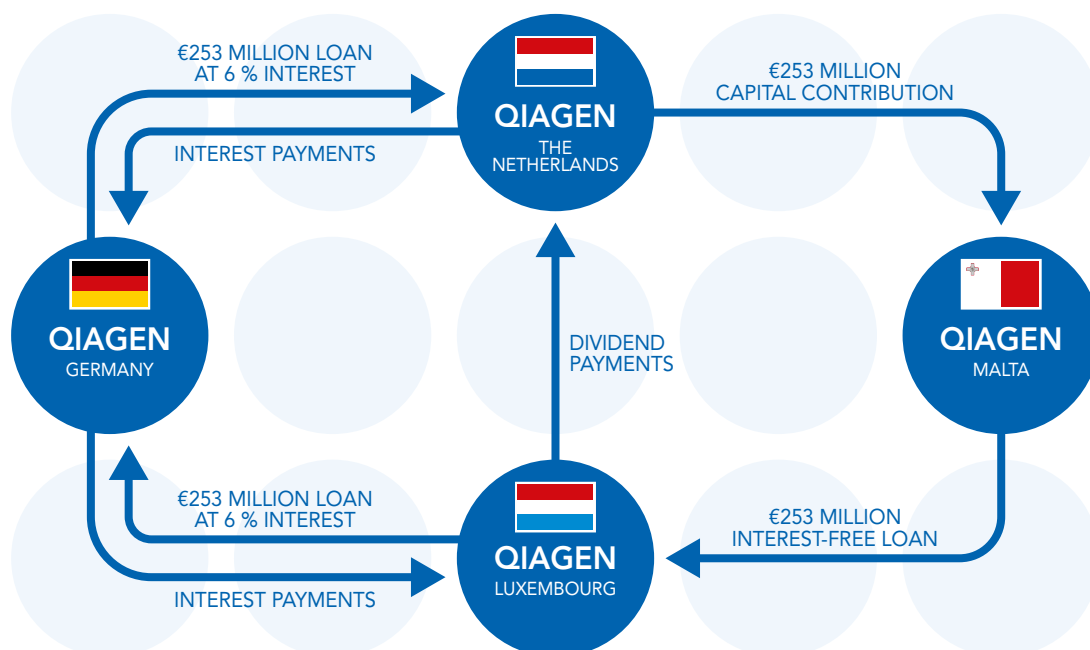 €253 MILLION LOAN
AT 6 % INTEREST
INTEREST PAYMENTS
QIAGEN
THE
NETHERLANDS
€253 MILLION
CAPITAL CONTRIBUTION
QIAGEN
GERMANY
DIVIDEND
PAYMENTS
QIAGEN
MALTA
€253 MILLION LOAN
AT 6 % INTEREST
INTEREST PAYMENTS
QIAGEN
LUXEMBOURG
€253 MILLION
INTEREST-FREE LOAN